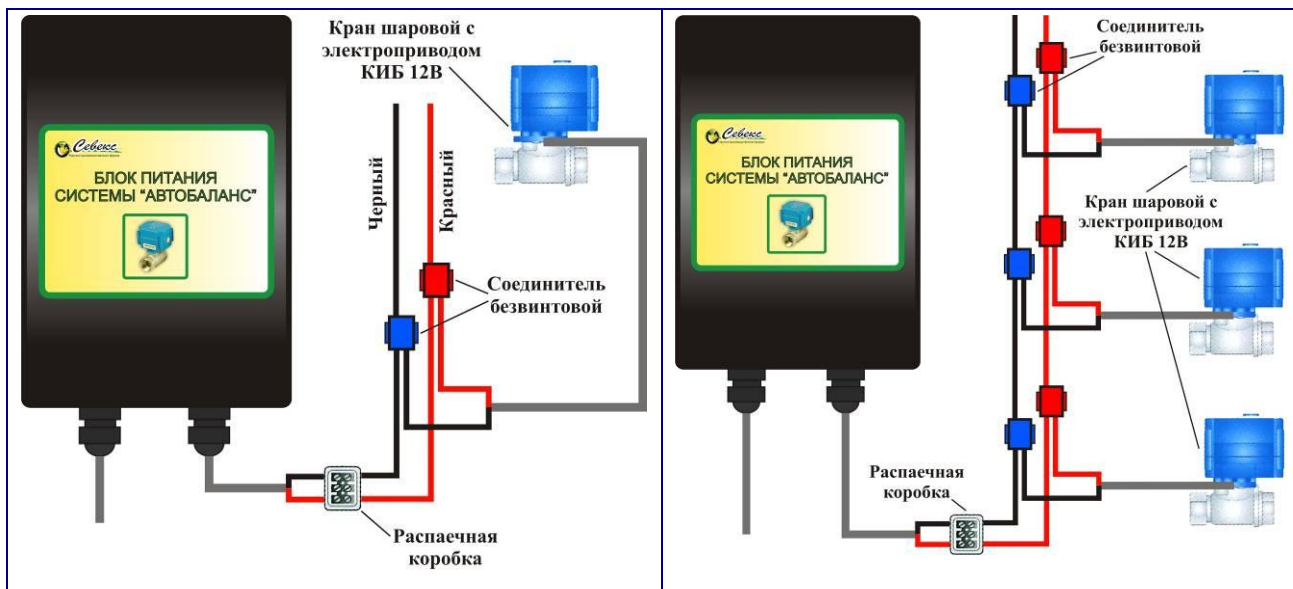 Кран шаровой с
электроприводом
КИБ 12В
Севекс
БЛОК ПИТАНИЯ
СИСТЕМЫ “АВТОБАЛАНС”
Черный
Красный
Соединитель
безвинтовой
Распаечная
коробка
Соединитель
безвинтовой
Севекс
БЛОК ПИТАНИЯ
СИСТЕМЫ “АВТОБАЛАНС”
Кран шаровой с
электроприводом
КИБ 12В
Распаечная
коробка